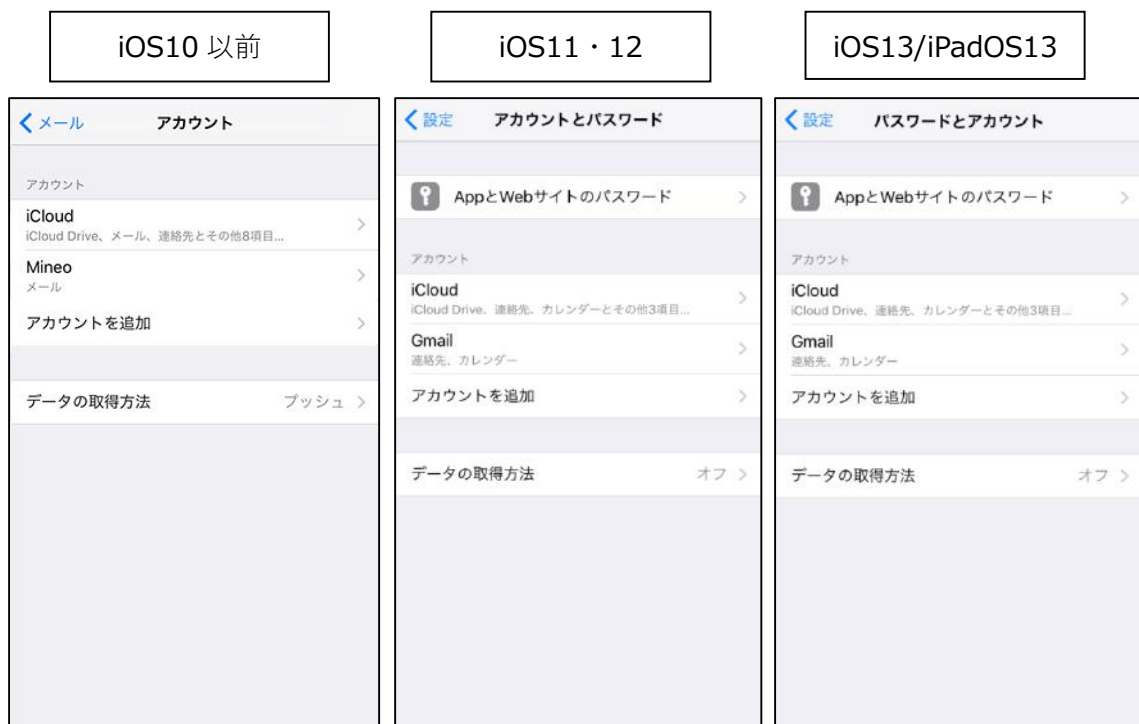 iOS10 以前
iOS11・12
iOS13/iPadOS13
メール
アカウント
アカウント
iCloud
iCloud Drive、メール、連絡先とその他8項目...
Mineo
メール
アカウントを追加
データの取得方法 プッシュ
設定
アカウントとパスワード
AppとWebサイトのパスワード
アカウント
iCloud
iCloud Drive、連絡先、カレンダーとその他3項目...
Gmail
連絡先、カレンダー
アカウントを追加
データの取得方法 オフ
設定
パスワードとアカウント
AppとWebサイトのパスワード
アカウント
iCloud
iCloud Drive、連絡先、カレンダーとその他3項目...
Gmail
連絡先、カレンダー
アカウントを追加
データの取得方法 オフ